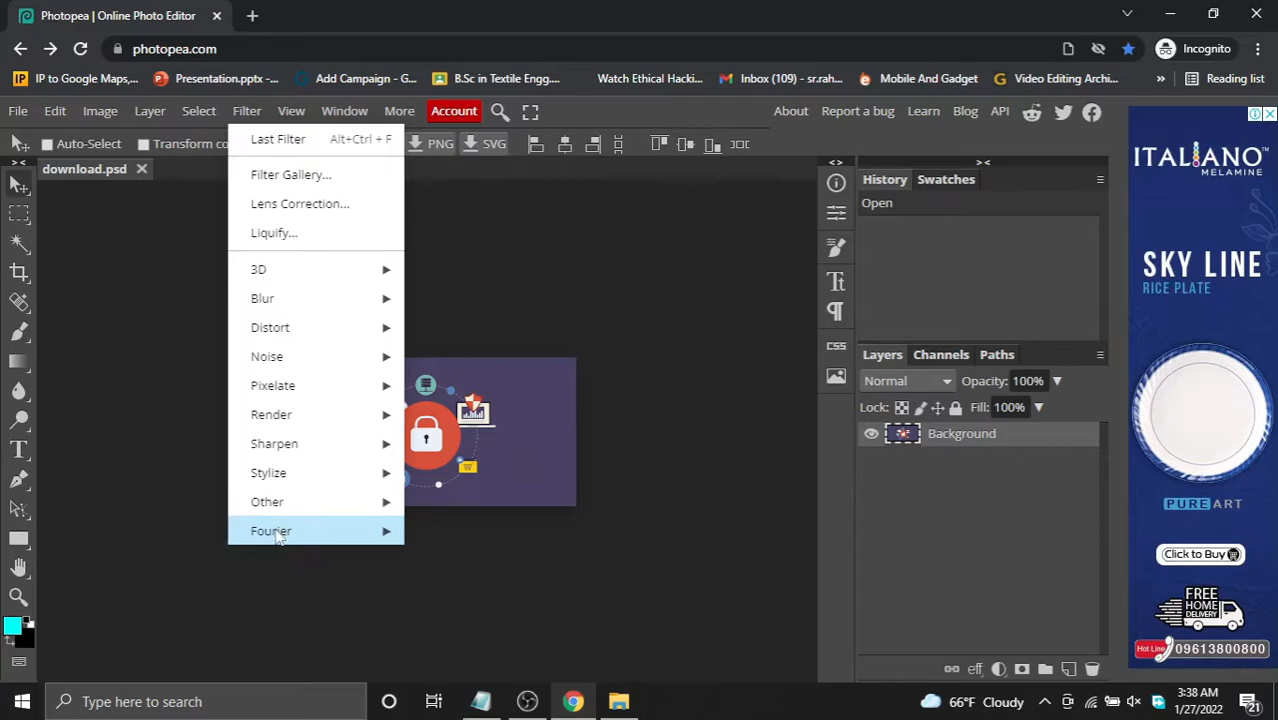 Photopea | Online Photo Editor
photopea.com
Incognito
IP to Google Maps,...
Presentation.pptx -...
Add Campaign - G...
B.Sc in Textile Engg...
Watch Ethical Hacki...
Inbox (109) - sr.rah...
Mobile And Gadget
Video Editing Archi...
»
Reading list
File Edit Image Layer Select Filter View Window More Account
About Report a bug Learn Blog API
Auto-Select
Transform co
PNG
SVG
download.psd
Last Filter Alt+Ctrl + F
Filter Gallery...
Lens Correction...
Liquify...
3D
Blur
Distort
Noise
Pixelate
Render
Sharpen
Stylize
Other
Fourier
> <
< >
> <
History Swatches
Open
CSS
Layers Channels Paths
Normal Opacity: 100%
Lock: Fill: 100%
Background
eff
ITALIANO™
MELAMINE
SKY LINE
RICE PLATE
PURE ART
Click to Buy
FREE
HOME
DELIVERY
Hot Line 09613800800
Type here to search
66°F Cloudy
3:38 AM
1/27/2022
21